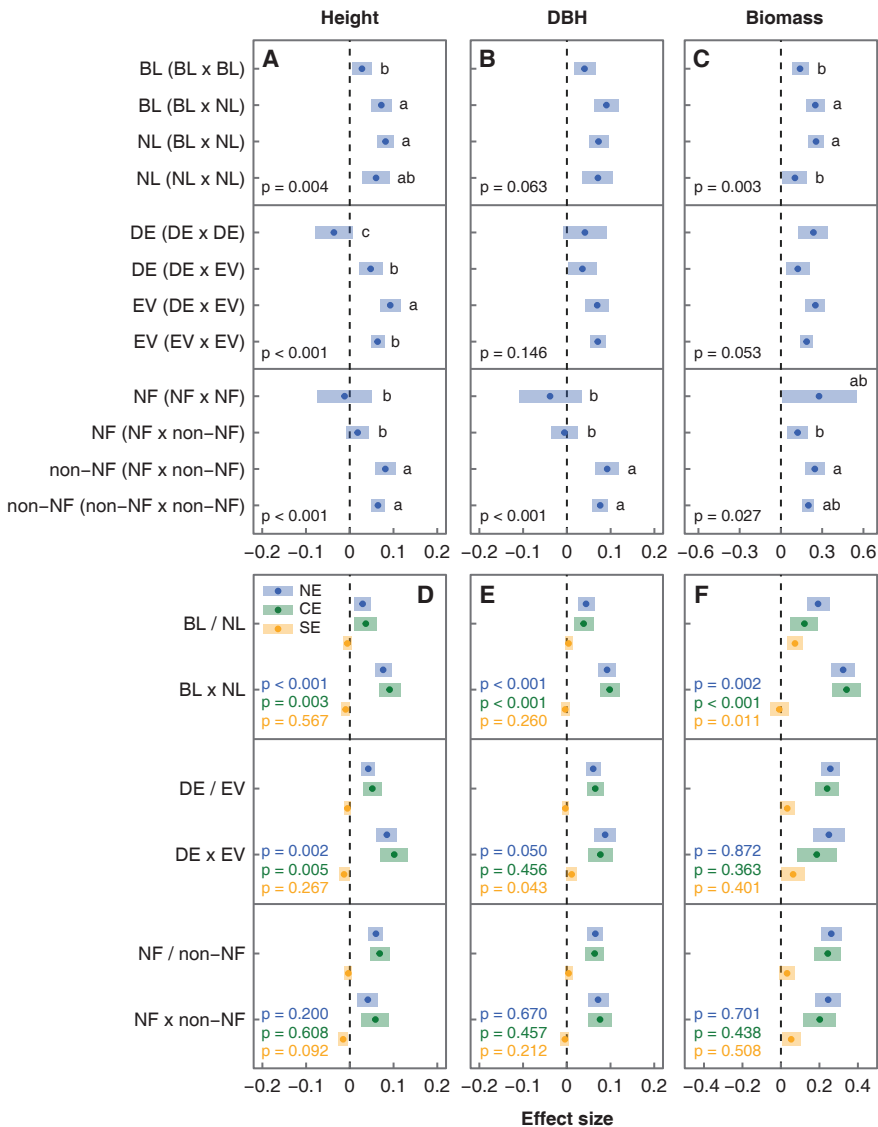 Height DBH Biomass
A B C
BL (BL x BL) b b
BL (BL x NL) a a
NL (BL x NL) a a
NL (NL x NL) ab b
p = 0.004 p = 0.063 p = 0.003
DE (DE x DE) c
DE (DE x EV) b
EV (DE x EV) a
EV (EV x EV) b
p < 0.001 p = 0.146 p = 0.053
ab
NF (NF x NF) b b
NF (NF x non−NF) b b b
non−NF (NF x non−NF) a a a
non−NF (non−NF x non−NF) a a ab
p < 0.001 p < 0.001 p = 0.027
−0.2 −0.1 0 0.1 0.2 −0.2 −0.1 0 0.1 0.2 −0.6 −0.3 0 0.3 0.6
NE D E F
CE
SE
BL / NL
BL x NL
p < 0.001 p < 0.001 p = 0.002
p = 0.003 p < 0.001 p < 0.001
p = 0.567 p = 0.260 p = 0.011
DE / EV
DE x EV
p = 0.002 p = 0.050 p = 0.872
p = 0.005 p = 0.456 p = 0.363
p = 0.267 p = 0.043 p = 0.401
NF / non−NF
NF x non−NF
p = 0.200 p = 0.670 p = 0.701
p = 0.608 p = 0.457 p = 0.438
p = 0.092 p = 0.212 p = 0.508
−0.2 −0.1 0 0.1 0.2 −0.2 −0.1 0 0.1 0.2 −0.4 −0.2 0 0.2 0.4
Effect size